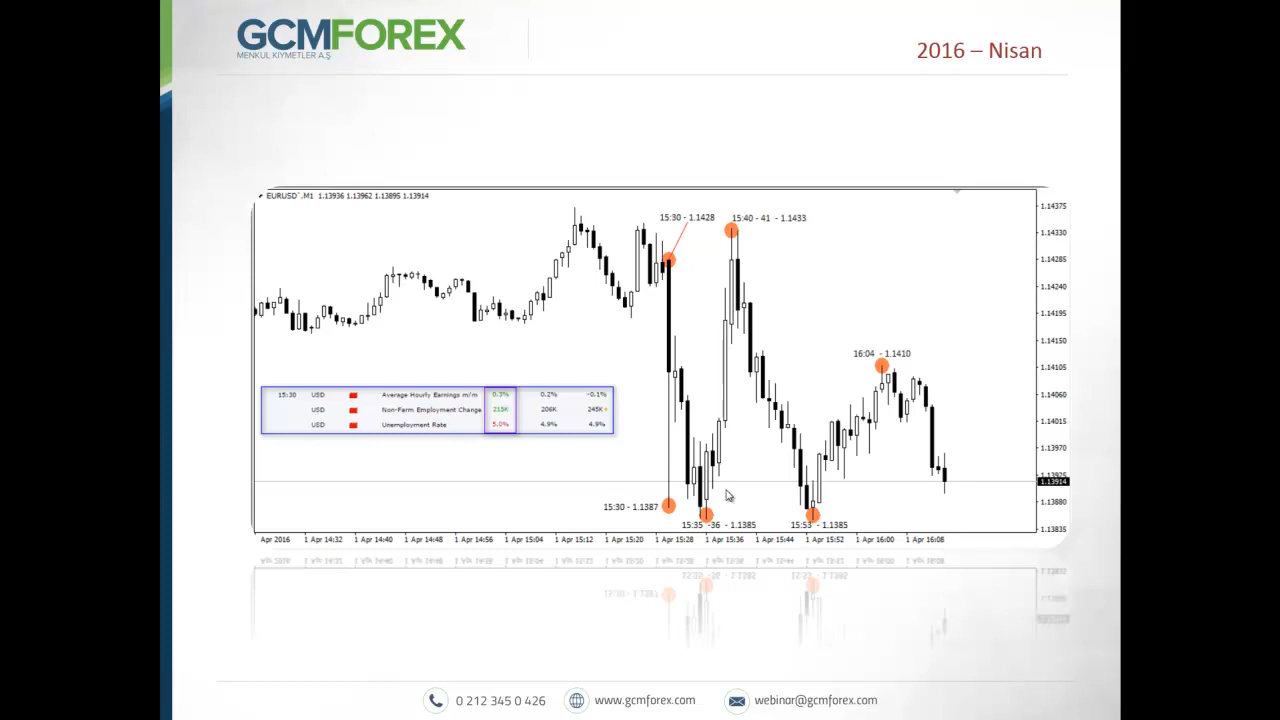 GCMFOREX
MENKUL KIYMETLER A.Ş
2016 – Nisan
EURUSD˙,M1 1.13936 1.13962 1.13895 1.13914
15:30 - 1.1428
15:40 - 41 - 1.1433
16:04 - 1.1410
15:30 USD Average Hourly Earnings m/m 0.3% 0.2% -0.1%
USD Non-Farm Employment Change 215K 206K 245K
USD Unemployment Rate 5.0% 4.9% 4.9%
15:30 - 1.1387
15:35 -36 - 1.1385
15:53 - 1.1385
1.14375
1.14330
1.14285
1.14240
1.14195
1.14150
1.14105
1.14060
1.14015
1.13970
1.13925
1.13914
1.13880
1.13835
Apr 2016 1 Apr 14:32 1 Apr 14:40 1 Apr 14:48 1 Apr 14:56 1 Apr 15:04 1 Apr 15:12 1 Apr 15:20 1 Apr 15:28 1 Apr 15:36 1 Apr 15:44 1 Apr 15:52 1 Apr 16:00 1 Apr 16:08
0 212 345 0 426 www.gcmforex.com webinar@gcmforex.com